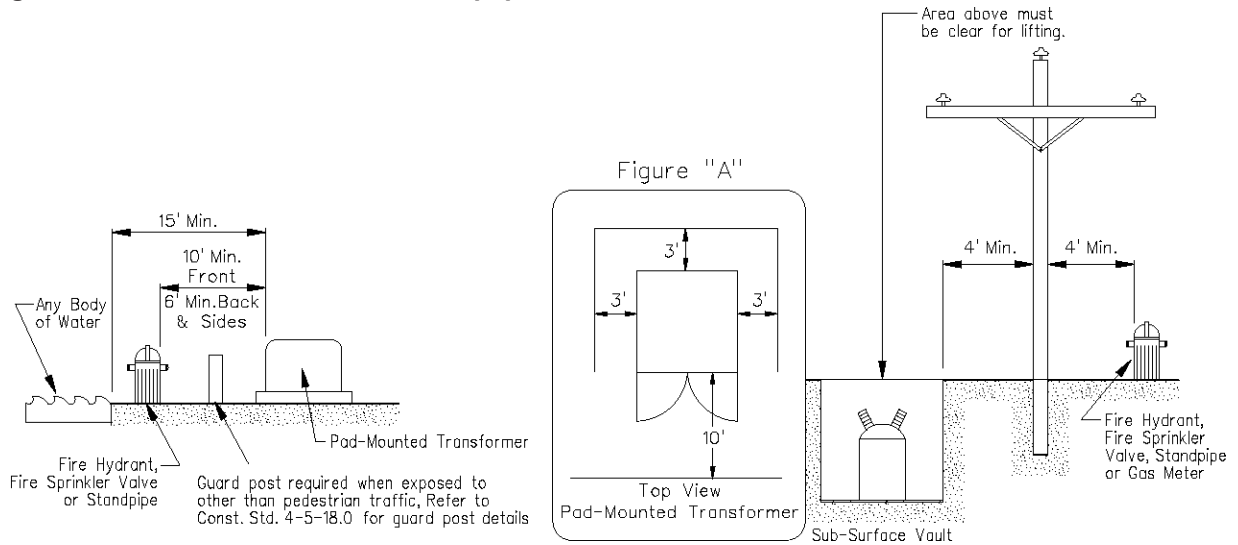 Area above must
be clear for lifting.
Figure "A"
15' Min.
10' Min.
Front
6' Min. Back
& Sides
Any Body
of Water
3'
3'
3'
10'
4' Min.
4' Min.
Pad-Mounted Transformer
Fire Hydrant,
Fire Sprinkler Valve
or Standpipe
Guard post required when exposed to
other than pedestrian traffic, Refer to
Const. Std. 4-5-18.0 for guard post details
Top View
Pad-Mounted Transformer
Sub-Surface Vault
Fire Hydrant,
Fire Sprinkler
Valve, Standpipe
or Gas Meter